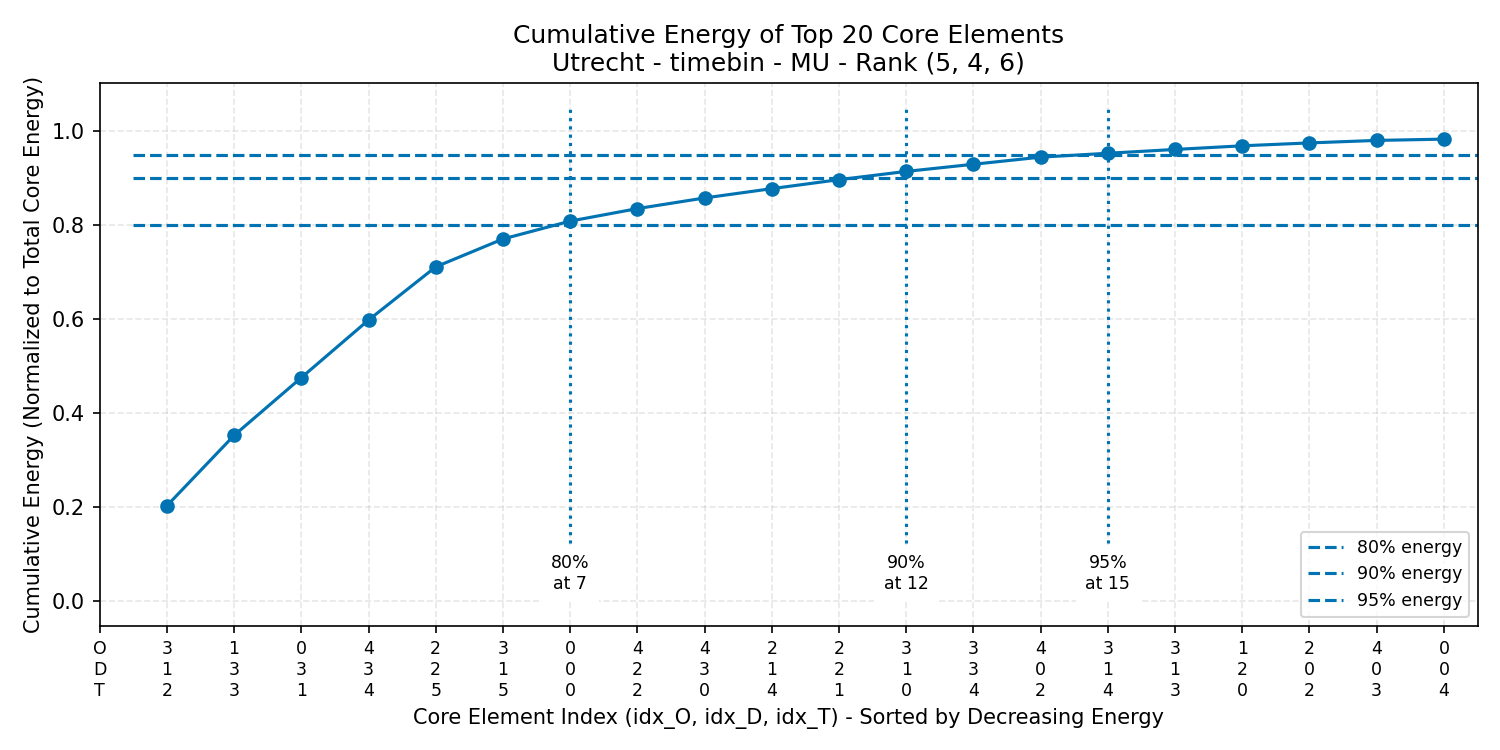 Cumulative Energy of Top 20 Core Elements
Utrecht - timebin - MU - Rank (5, 4, 6)
Cumulative Energy (Normalized to Total Core Energy)
1.0
0.8
0.6
0.4
0.2
0.0
80%
at 7
90%
at 12
95%
at 15
80% energy
90% energy
95% energy
O 3 1 0 4 2 3 0 4 4 2 2 3 3 4 3 3 1 2 4 0
D 1 3 3 3 2 1 0 2 3 1 2 1 3 0 1 1 2 0 0 0
T 2 3 1 4 5 5 0 2 0 4 1 0 4 2 4 3 0 2 3 4
Core Element Index (idx_O, idx_D, idx_T) - Sorted by Decreasing Energy